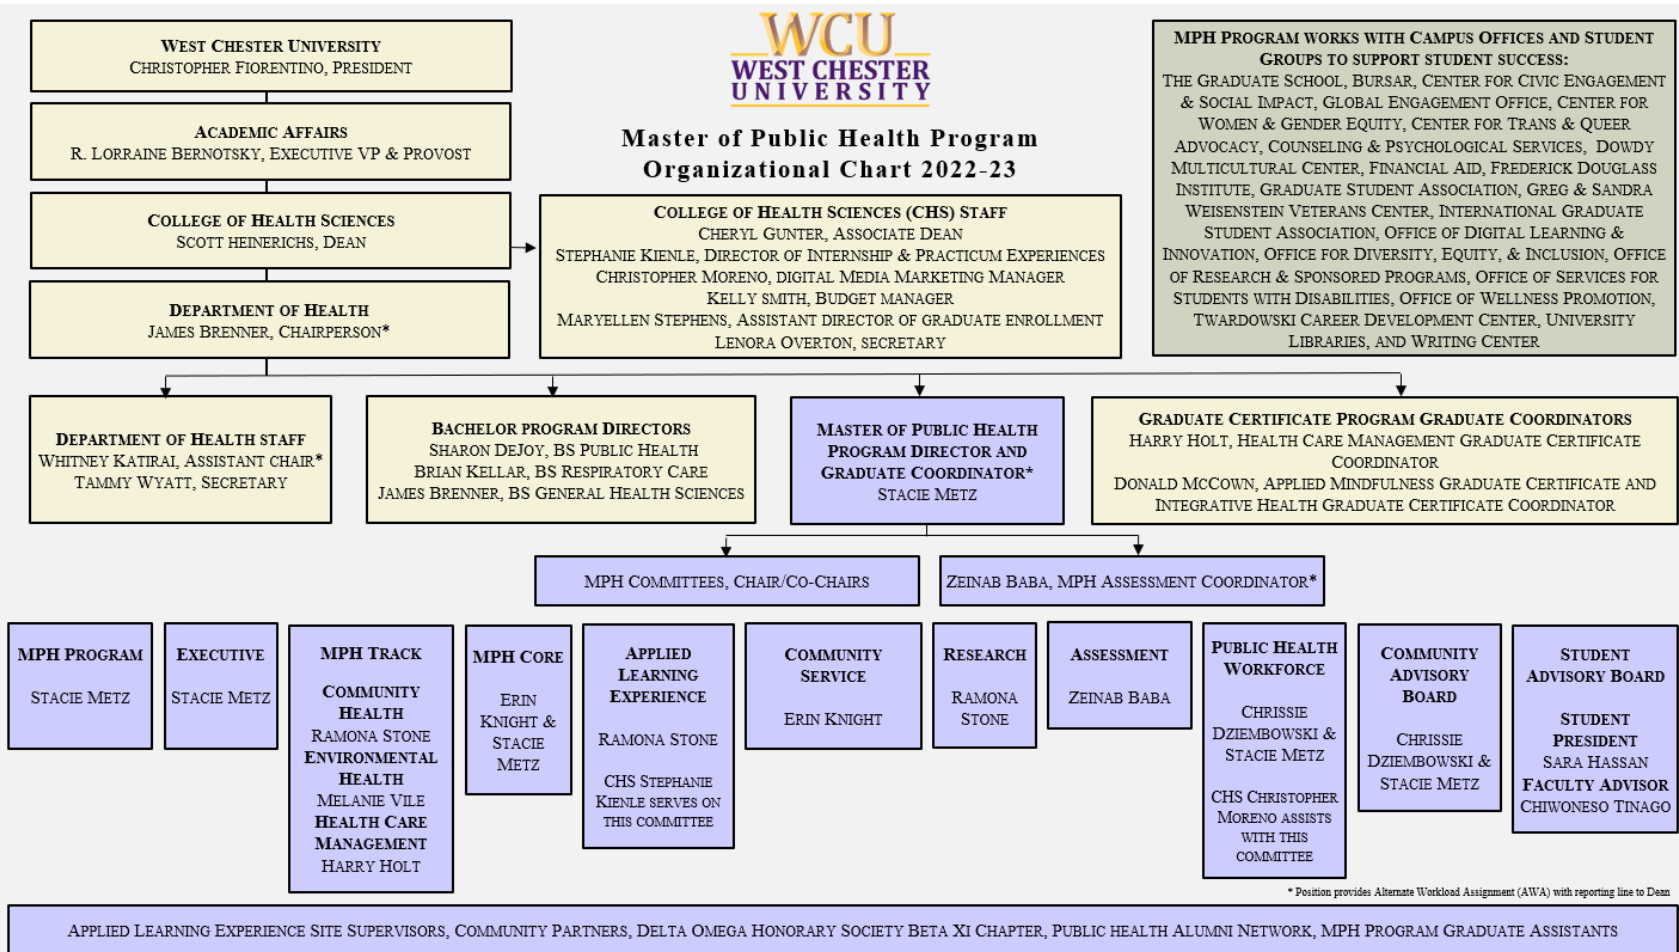 WEST CHESTER UNIVERSITY
CHRISTOPHER FIORENTINO, PRESIDENT
ACADEMIC AFFAIRS
R. LORRAINE BERNOTSKY, EXECUTIVE VP & PROVOST
COLLEGE OF HEALTH SCIENCES
SCOTT HEINERICHS, DEAN
DEPARTMENT OF HEALTH
JAMES BRENNER, CHAIRPERSON*
WCU
WEST CHESTER
UNIVERSITY
Master of Public Health Program
Organizational Chart 2022-23
COLLEGE OF HEALTH SCIENCES (CHS) STAFF
CHERYL GUNTER, ASSOCIATE DEAN
STEPHANIE KIENLE, DIRECTOR OF INTERNSHIP & PRACTICUM EXPERIENCES
CHRISTOPHER MORENO, DIGITAL MEDIA MARKETING MANAGER
KELLY SMITH, BUDGET MANAGER
MARYELLEN STEPHENS, ASSISTANT DIRECTOR OF GRADUATE ENROLLMENT
LENORA OVERTON, SECRETARY
MPH PROGRAM WORKS WITH CAMPUS OFFICES AND STUDENT
GROUPS TO SUPPORT STUDENT SUCCESS:
THE GRADUATE SCHOOL, BURSAR, CENTER FOR CIVIC ENGAGEMENT
& SOCIAL IMPACT, GLOBAL ENGAGEMENT OFFICE, CENTER FOR
WOMEN & GENDER EQUITY, CENTER FOR TRANS & QUEER
ADVOCACY, COUNSELING & PSYCHOLOGICAL SERVICES, DOWDY
MULTICULTURAL CENTER, FINANCIAL AID, FREDERICK DOUGLASS
INSTITUTE, GRADUATE STUDENT ASSOCIATION, GREG & SANDRA
WEISENSTEIN VETERANS CENTER, INTERNATIONAL GRADUATE
STUDENT ASSOCIATION, OFFICE OF DIGITAL LEARNING &
INNOVATION, OFFICE FOR DIVERSITY, EQUITY, & INCLUSION, OFFICE
OF RESEARCH & SPONSORED PROGRAMS, OFFICE OF SERVICES FOR
STUDENTS WITH DISABILITIES, OFFICE OF WELLNESS PROMOTION,
TWARDOWSKI CAREER DEVELOPMENT CENTER, UNIVERSITY
LIBRARIES, AND WRITING CENTER
DEPARTMENT OF HEALTH STAFF
WHITNEY KATIRAI, ASSISTANT CHAIR*
TAMMY WYATT, SECRETARY
BACHELOR PROGRAM DIRECTORS
SHARON DEJOY, BS PUBLIC HEALTH
BRIAN KELLAR, BS RESPIRATORY CARE
JAMES BRENNER, BS GENERAL HEALTH SCIENCES
MASTER OF PUBLIC HEALTH
PROGRAM DIRECTOR AND
GRADUATE COORDINATOR*
STACIE METZ
GRADUATE CERTIFICATE PROGRAM GRADUATE COORDINATORS
HARRY HOLT, HEALTH CARE MANAGEMENT GRADUATE CERTIFICATE
COORDINATOR
DONALD MCCOWN, APPLIED MINDFULNESS GRADUATE CERTIFICATE AND
INTEGRATIVE HEALTH GRADUATE CERTIFICATE COORDINATOR
MPH COMMITTEES, CHAIR/CO-CHAIRS
ZEINAB BABA, MPH ASSESSMENT COORDINATOR*
MPH PROGRAM
STACIE METZ
EXECUTIVE
STACIE METZ
MPH TRACK
COMMUNITY
HEALTH
RAMONA STONE
ENVIRONMENTAL
HEALTH
MELANIE VILE
HEALTH CARE
MANAGEMENT
HARRY HOLT
MPH CORE
ERIN
KNIGHT &
STACIE
METZ
APPLIED
LEARNING
EXPERIENCE
RAMONA STONE
CHS STEPHANIE
KIENLE SERVES ON
THIS COMMITTEE
COMMUNITY
SERVICE
ERIN KNIGHT
RESEARCH
RAMONA
STONE
ASSESSMENT
ZEINAB BABA
PUBLIC HEALTH
WORKFORCE
CHRISSIE
DZIEMBOWSKI &
STACIE METZ
CHS CHRISTOPHER
MORENO ASSISTS
WITH THIS
COMMITTEE
COMMUNITY
ADVISORY
BOARD
CHRISSIE
DZIEMBOWSKI &
STACIE METZ
STUDENT
ADVISORY BOARD
STUDENT
PRESIDENT
SARA HASSAN
FACULTY ADVISOR
CHIWONESO TINAGO
* Position provides Alternate Workload Assignment (AWA) with reporting line to Dean
APPLIED LEARNING EXPERIENCE SITE SUPERVISORS, COMMUNITY PARTNERS, DELTA OMEGA HONORARY SOCIETY BETA XI CHAPTER, PUBLIC HEALTH ALUMNI NETWORK, MPH PROGRAM GRADUATE ASSISTANTS